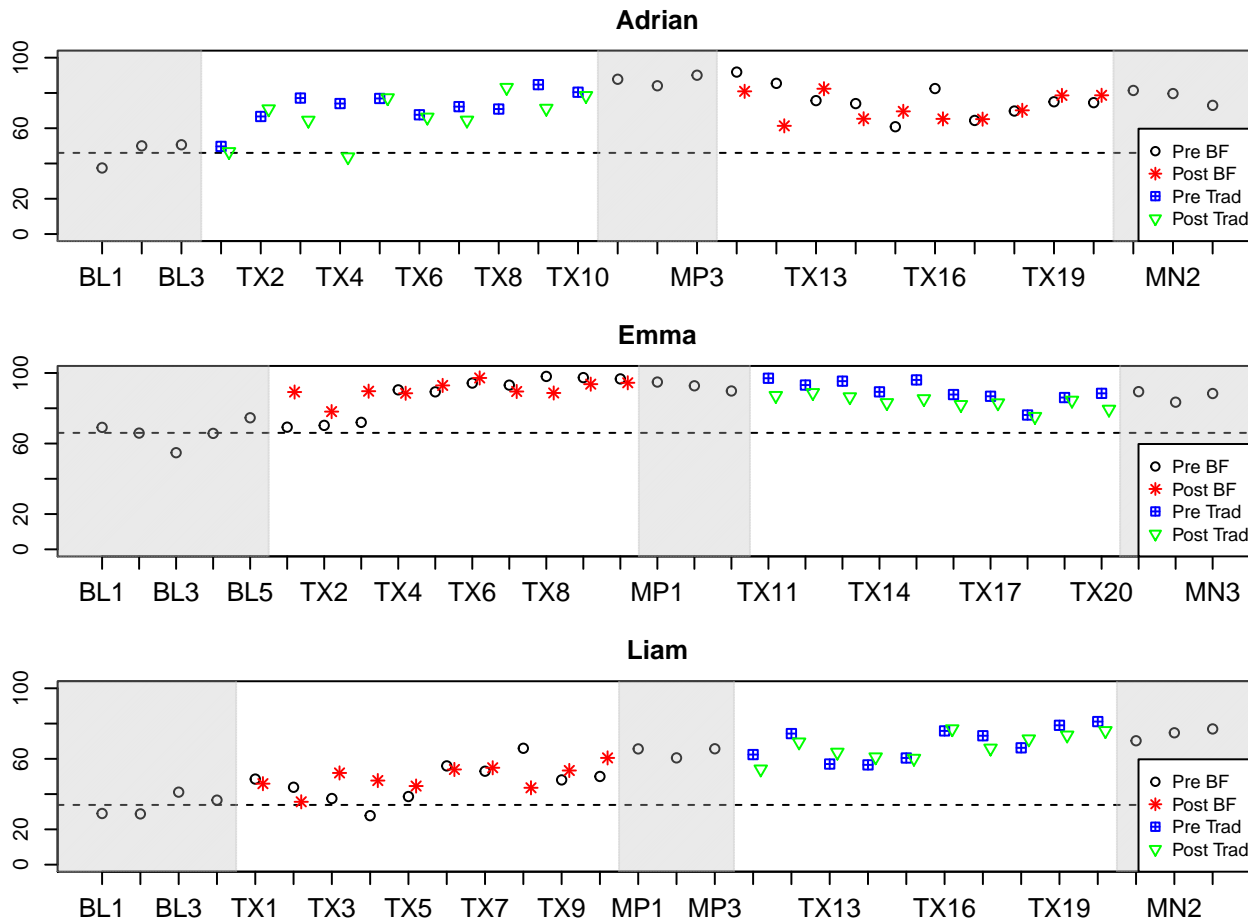 Adrian
100
60
40
20
0
Pre BF
Post BF
Pre Trad
Post Trad
BL1 BL3 TX2 TX4 TX6 TX8 TX10 MP3 TX13 TX16 TX19 MN2
Emma
100
60
20
0
Pre BF
Post BF
Pre Trad
Post Trad
BL1 BL3 BL5 TX2 TX4 TX6 TX8 MP1 TX11 TX14 TX17 TX20 MN3
Liam
100
60
20
0
Pre BF
Post BF
Pre Trad
Post Trad
BL1 BL3 TX1 TX3 TX5 TX7 TX9 MP1 MP3 TX13 TX16 TX19 MN2